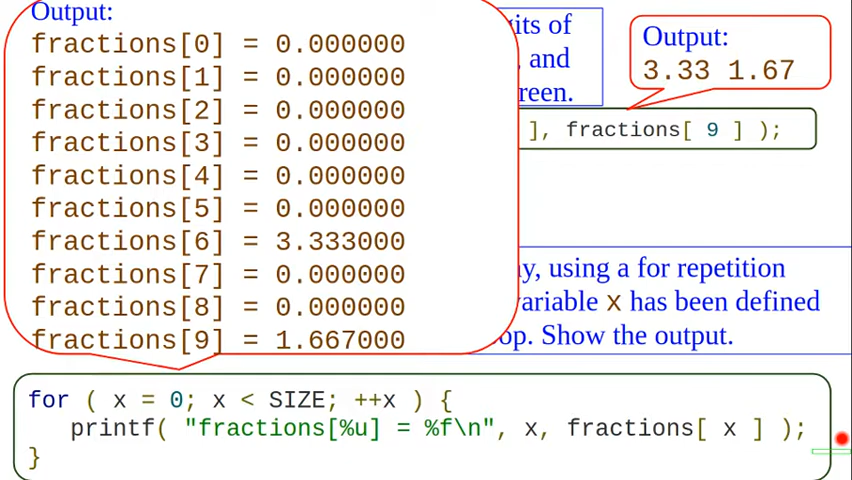 Output:
fractions[0] = 0.000000
fractions[1] = 0.000000
fractions[2] = 0.000000
fractions[3] = 0.000000
fractions[4] = 0.000000
fractions[5] = 0.000000
fractions[6] = 3.333000
fractions[7] = 0.000000
fractions[8] = 0.000000
fractions[9] = 1.667000
of
, and
Output:
3.33 1.67
], fractions[ 9 ] );
using a for repetition
variable x has been defined
Show the output.
for ( x = 0; x < SIZE; ++x ) {
printf( "fractions[%u] = %f\n", x, fractions[ x ] );
}